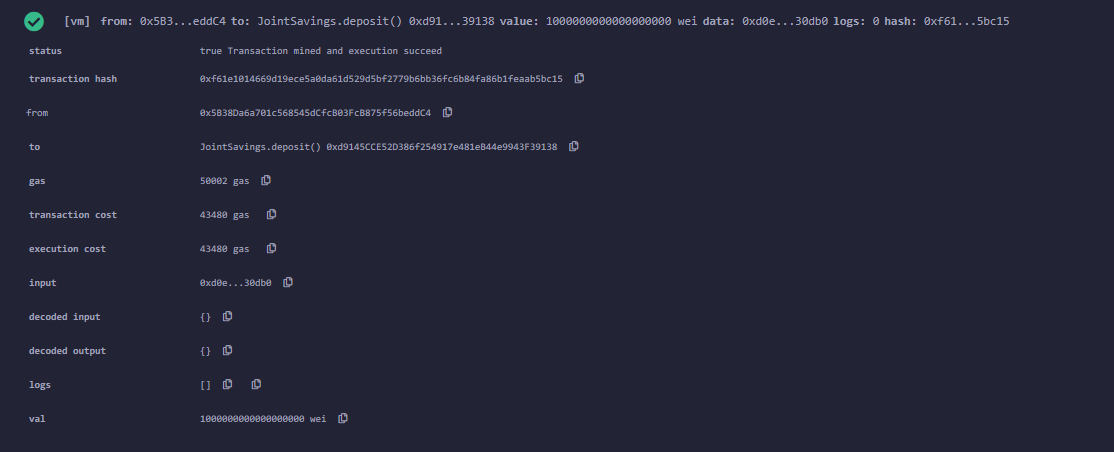 [vm] from: 0x5B3...eddC4 to: JointSavings.deposit() 0xd91...39138 value: 1000000000000000000 wei data: 0xd0e...30db0 logs: 0 hash: 0xf61...5bc15
status true Transaction mined and execution succeed
transaction hash 0xf61e1014669d19ece5a0da61d529d5bf2779b6bb36fc6b84fa86b1feaab5bc15
from 0x5B38Da6a701c568545dCfcB03FcB875f56beddC4
to JointSavings.deposit() 0xd9145CCE52D386f254917e481eB44e9943F39138
gas 50002 gas
transaction cost 43480 gas
execution cost 43480 gas
input 0xd0e...30db0
decoded input {}
decoded output {}
logs []
val 1000000000000000000 wei